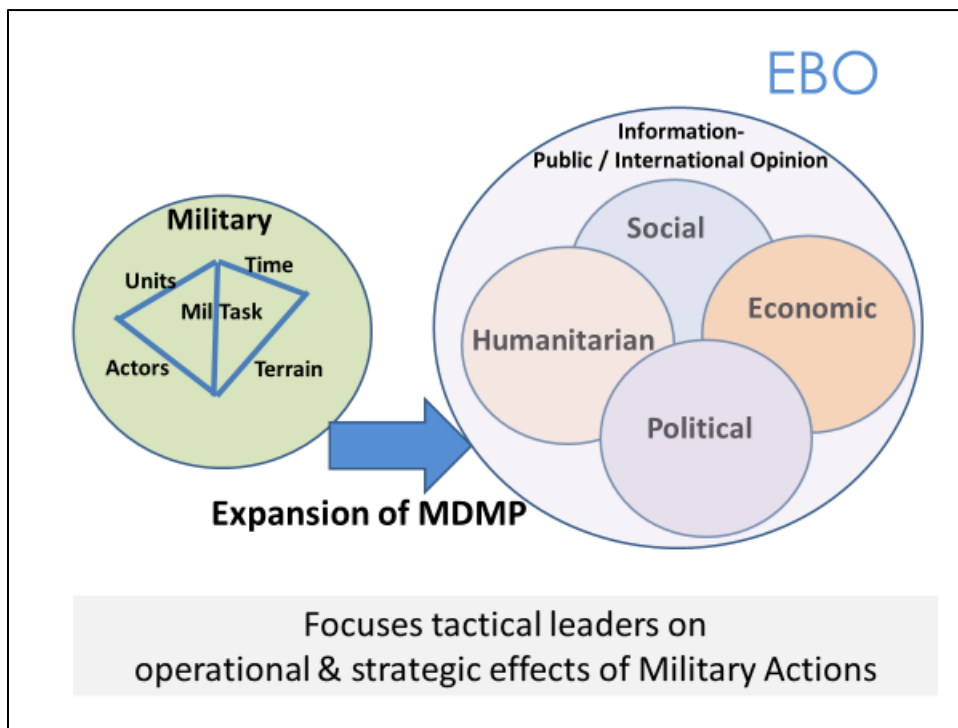 EBO
Information-
Public / International Opinion
Military
Units
Time
Mil Task
Actors
Terrain
Social
Humanitarian
Economic
Political
Expansion of MDMP
Focuses tactical leaders on
operational & strategic effects of Military Actions